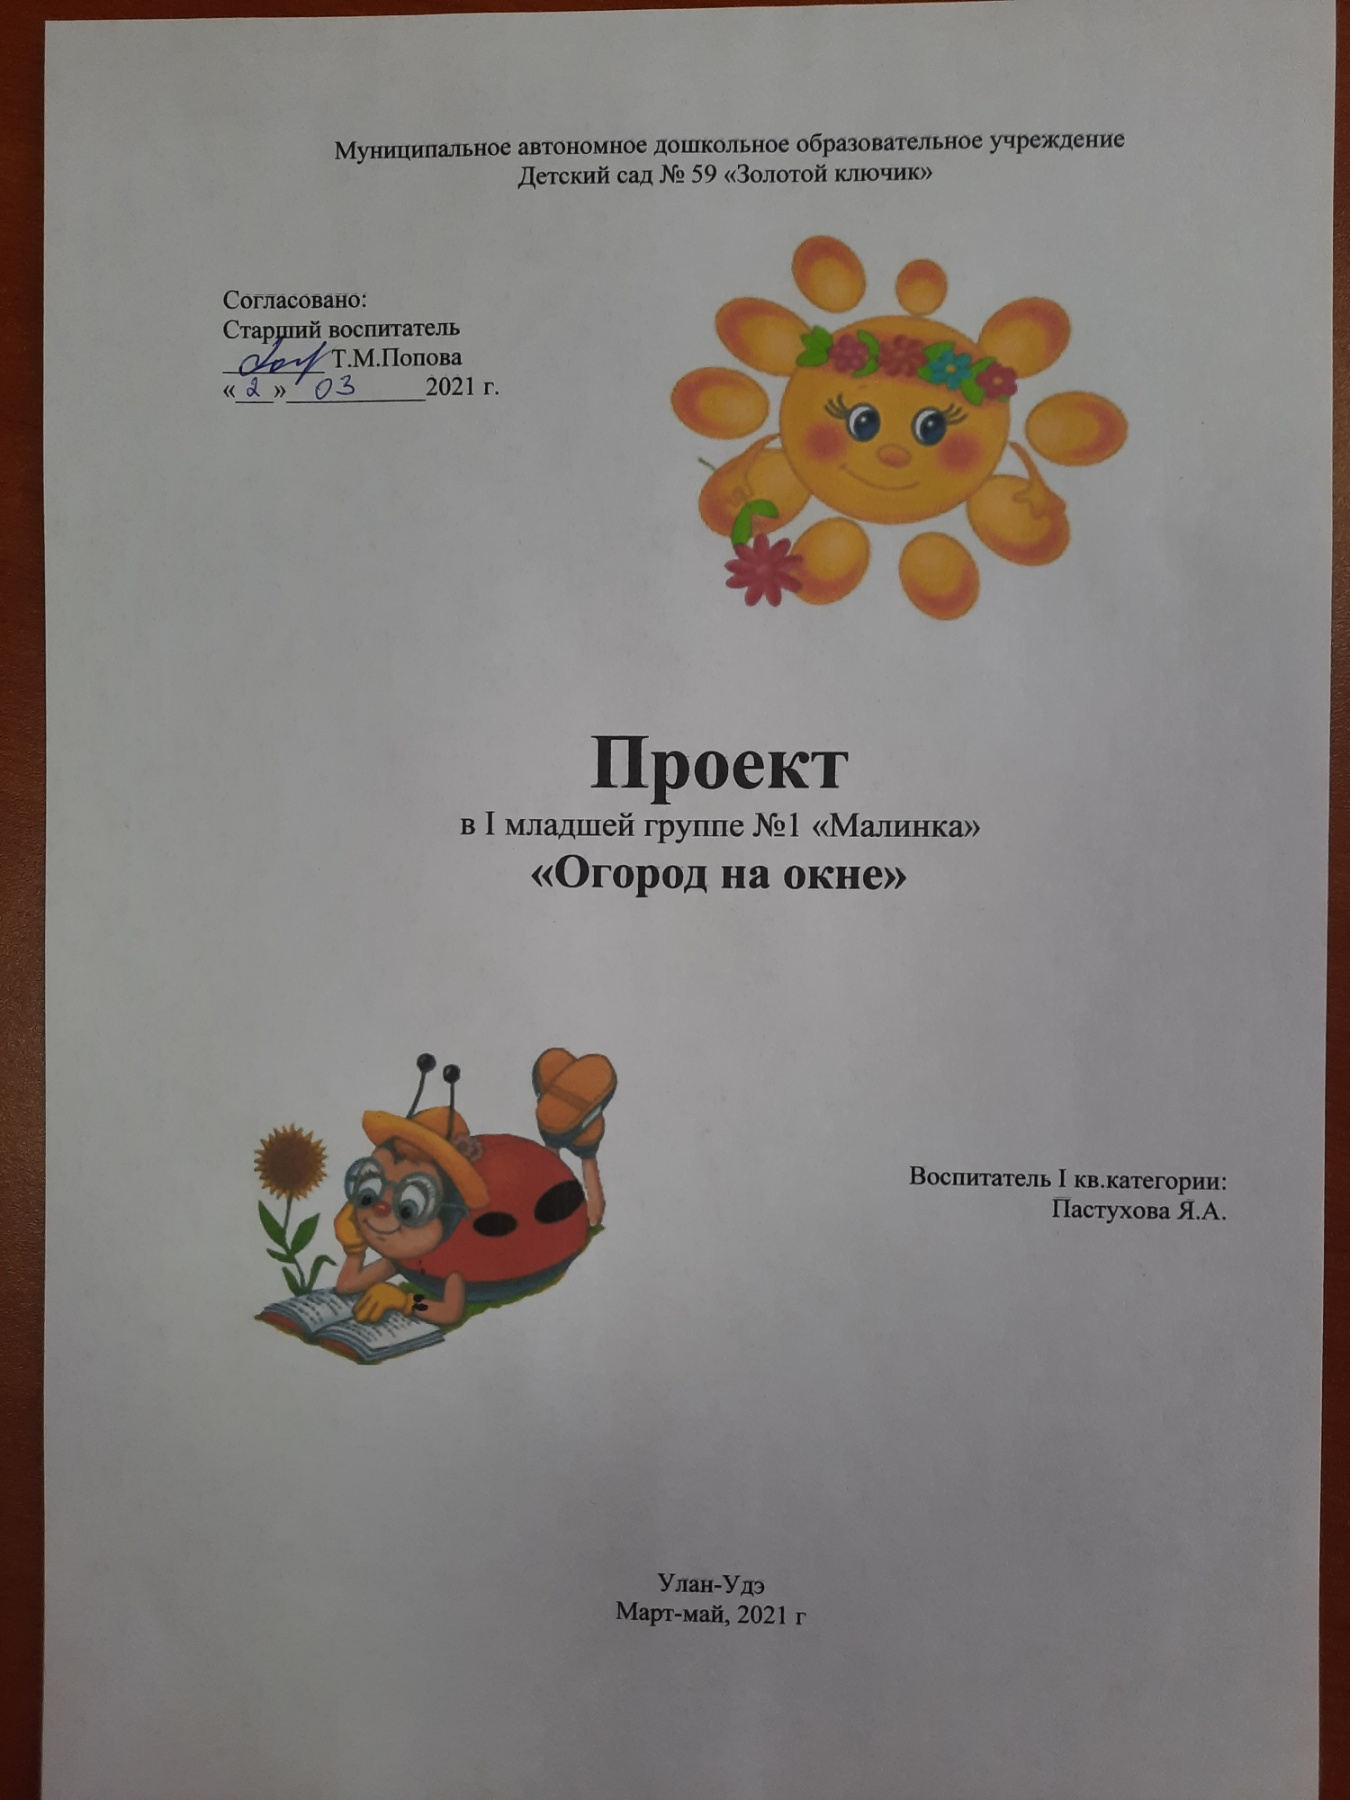 Муниципальное автономное дошкольное образовательное учреждение
Детский сад № 59 «Золотой ключик»
Согласовано:
Старший воспитатель
Т.М.Попова
« 2 » 03 2021 г.
Проект
в I младшей группе №1 «Малинка»
«Огород на окне»
Воспитатель I кв.категории:
Пастухова Я.А.
Улан-Удэ
Март-май, 2021 г